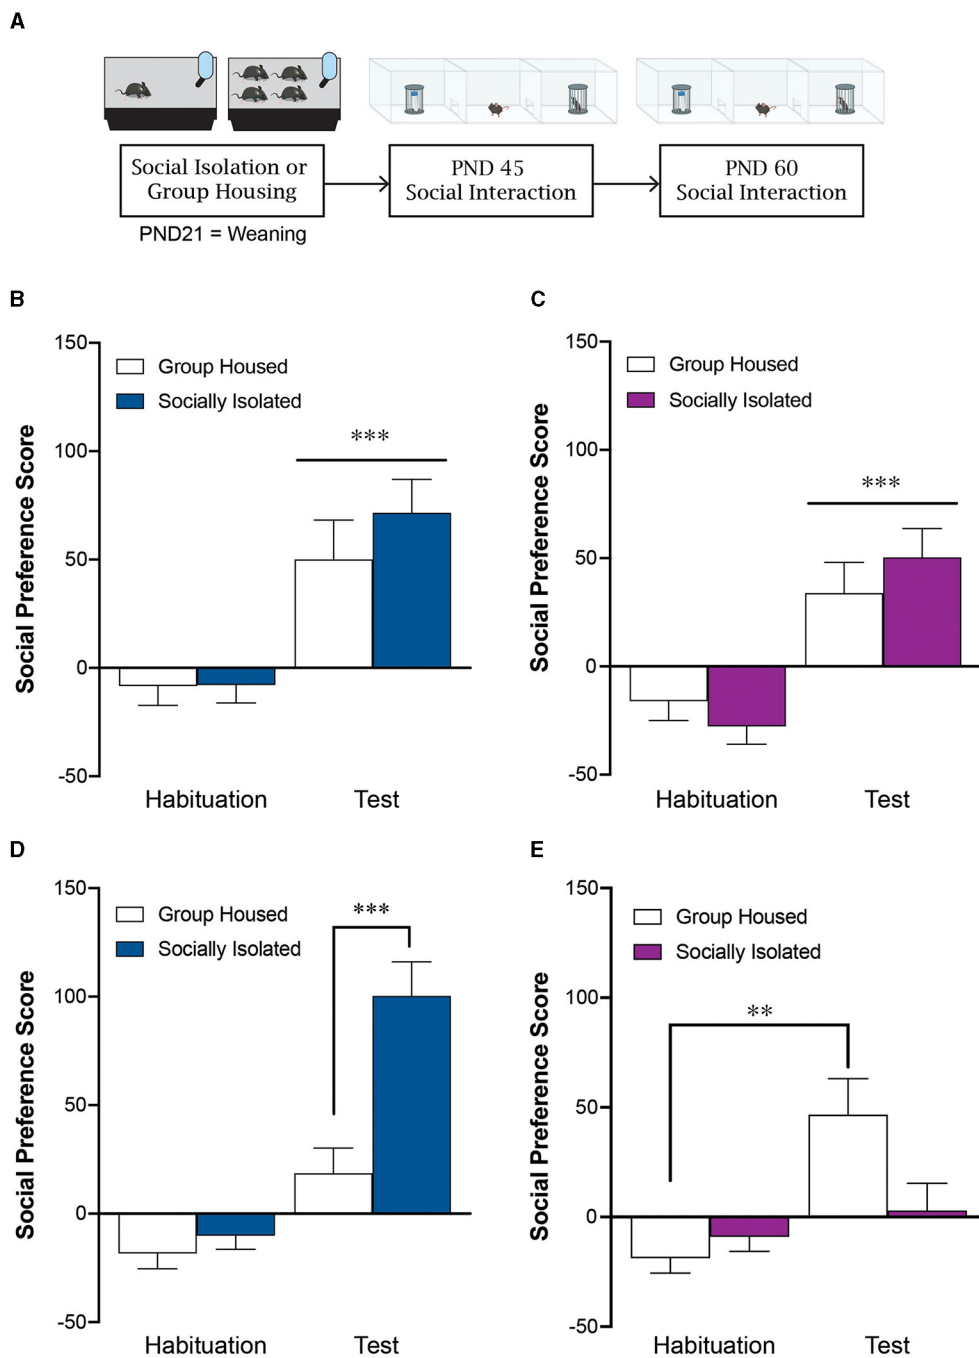 A
Social Isolation or
Group Housing
PND 45
Social Interaction
PND 60
Social Interaction
PND21 = Weaning
B
Social Preference Score
150
100
50
0
-50
Group Housed
Socially Isolated
***
Habituation
Test
C
Social Preference Score
150
100
50
0
-50
Group Housed
Socially Isolated
***
Habituation
Test
D
Social Preference Score
150
100
50
0
-50
Group Housed
Socially Isolated
***
Habituation
Test
E
Social Preference Score
150
100
50
0
-50
Group Housed
Socially Isolated
**
Habituation
Test